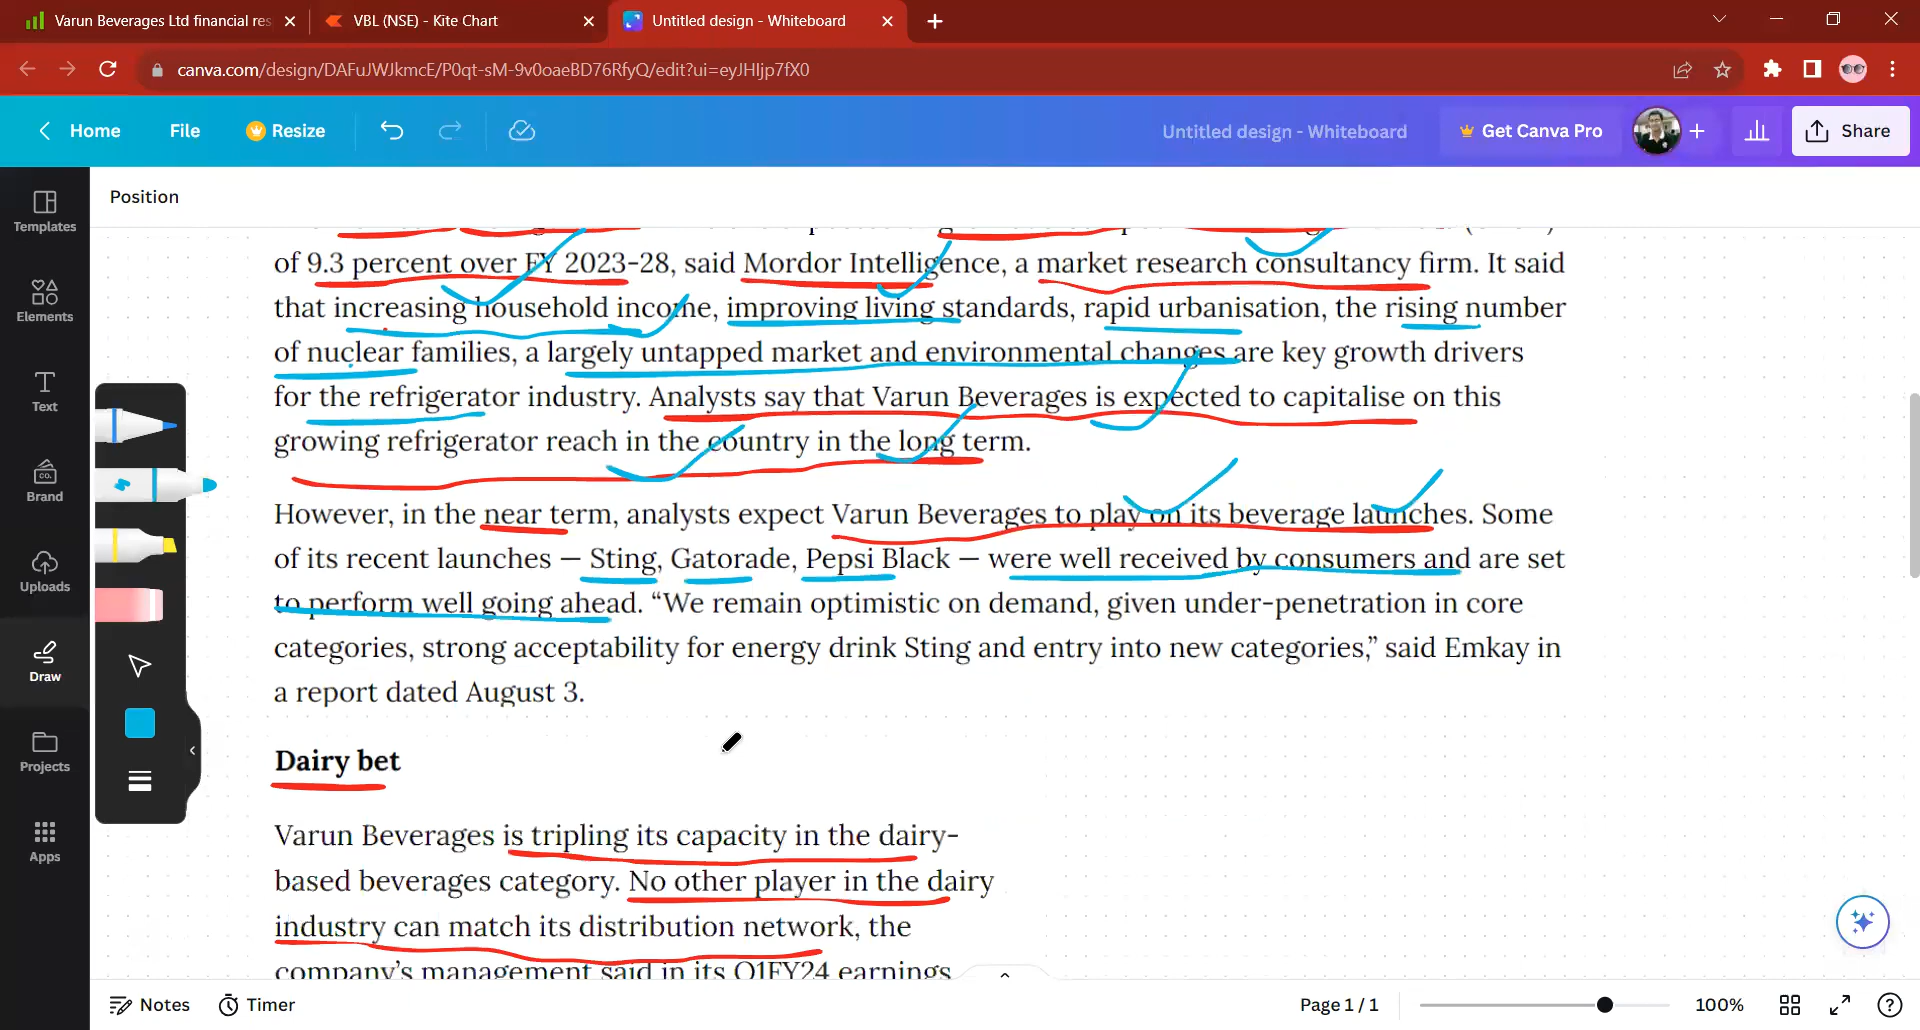 Varun Beverages Ltd financial res
VBL (NSE) - Kite Chart
Untitled design - Whiteboard
canva.com/design/DAFuJWJkmcE/P0qt-sM-9v0oaeBD76RfyQ/edit?ui=eyJHIjp7fX0
Home
File
Resize
Untitled design - Whiteboard
Get Canva Pro
Share
Position
Templates
Elements
Text
Brand
Uploads
Draw
Projects
Apps
of 9.3 percent over FY 2023-28, said Mordor Intelligence, a market research consultancy firm. It said
that increasing household income, improving living standards, rapid urbanisation, the rising number
of nuclear families, a largely untapped market and environmental changes are key growth drivers
for the refrigerator industry. Analysts say that Varun Beverages is expected to capitalise on this
growing refrigerator reach in the country in the long term.
However, in the near term, analysts expect Varun Beverages to play on its beverage launches. Some
of its recent launches — Sting, Gatorade, Pepsi Black — were well received by consumers and are set
to perform well going ahead. “We remain optimistic on demand, given under-penetration in core
categories, strong acceptability for energy drink Sting and entry into new categories,” said Emkay in
a report dated August 3.
Dairy bet
Varun Beverages is tripling its capacity in the dairy-
based beverages category. No other player in the dairy
industry can match its distribution network, the
company’s management said in its Q1FY24 earnings
Notes
Timer
Page 1 / 1
100%